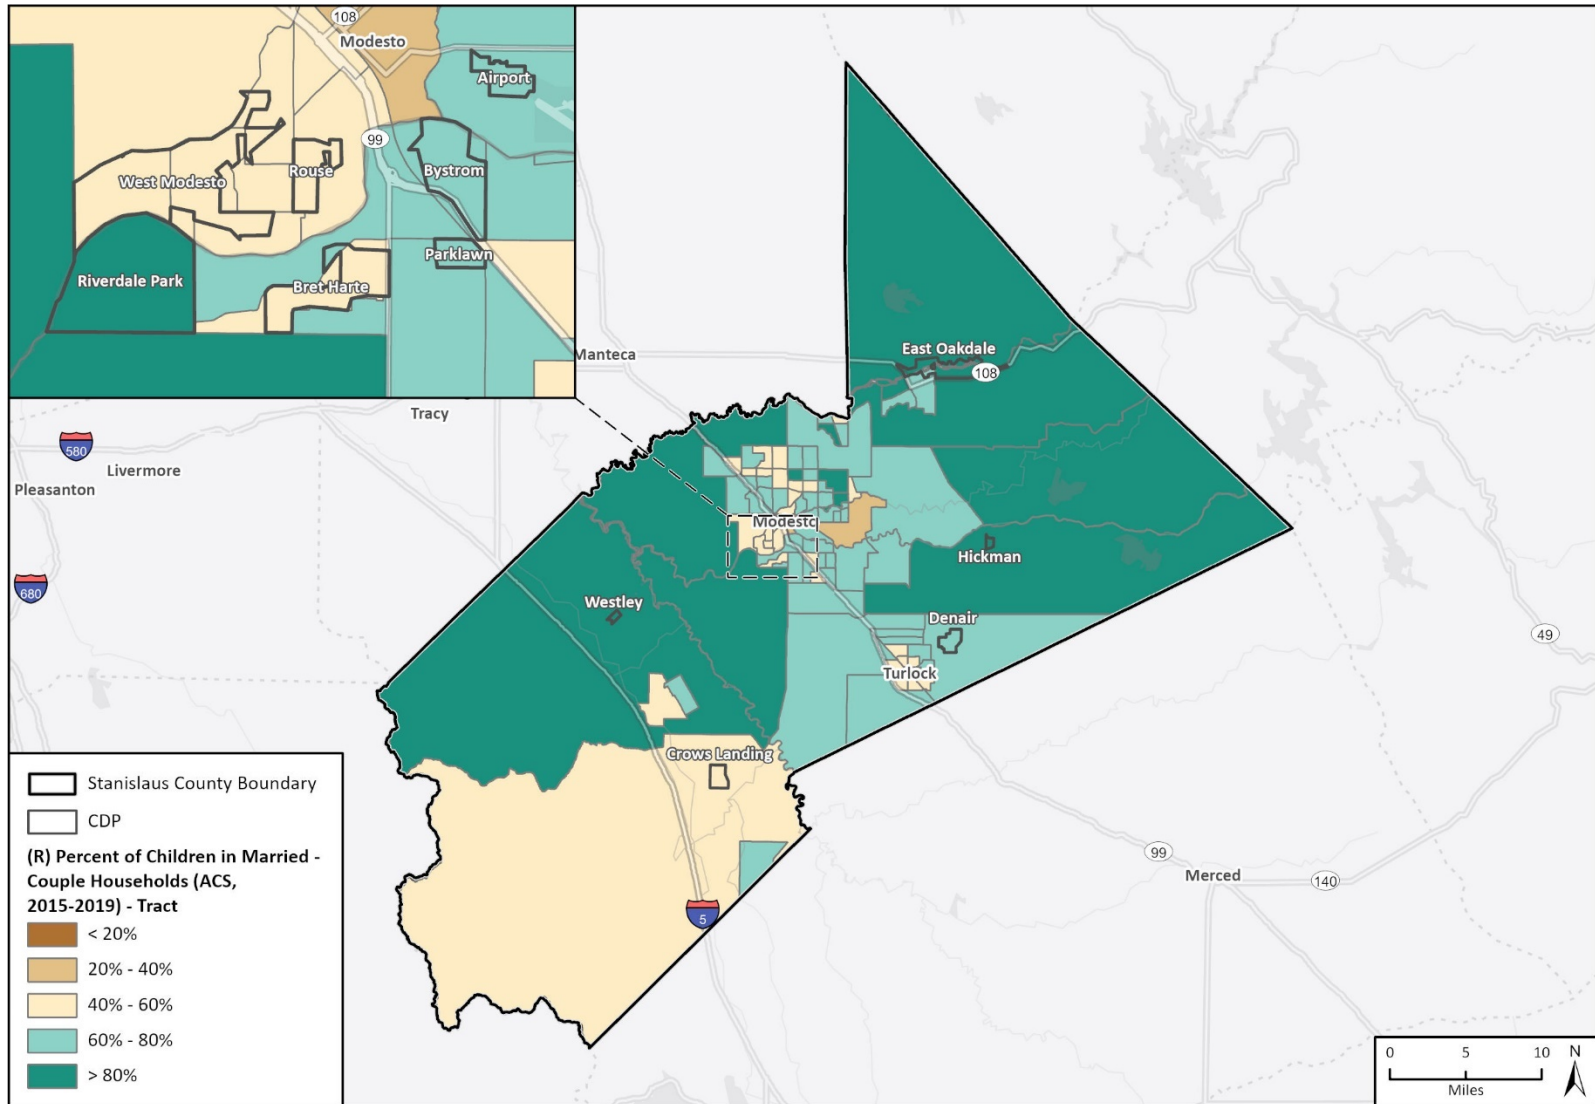 108
Modesto
Airport
99
West Modesto
Rouse
Bystrom
Riverdale Park
Bret Harte
Parklawn
Manteca
Tracy
580
Livermore
Pleasanton
680
East Oakdale
108
Modesto
Hickman
Westley
Denair
Turlock
49
Crows Landing
5
99
Merced
140
Stanislaus County Boundary
CDP
(R) Percent of Children in Married -
Couple Households (ACS,
2015-2019) - Tract
< 20%
20% - 40%
40% - 60%
60% - 80%
> 80%
0 5 10
Miles
N